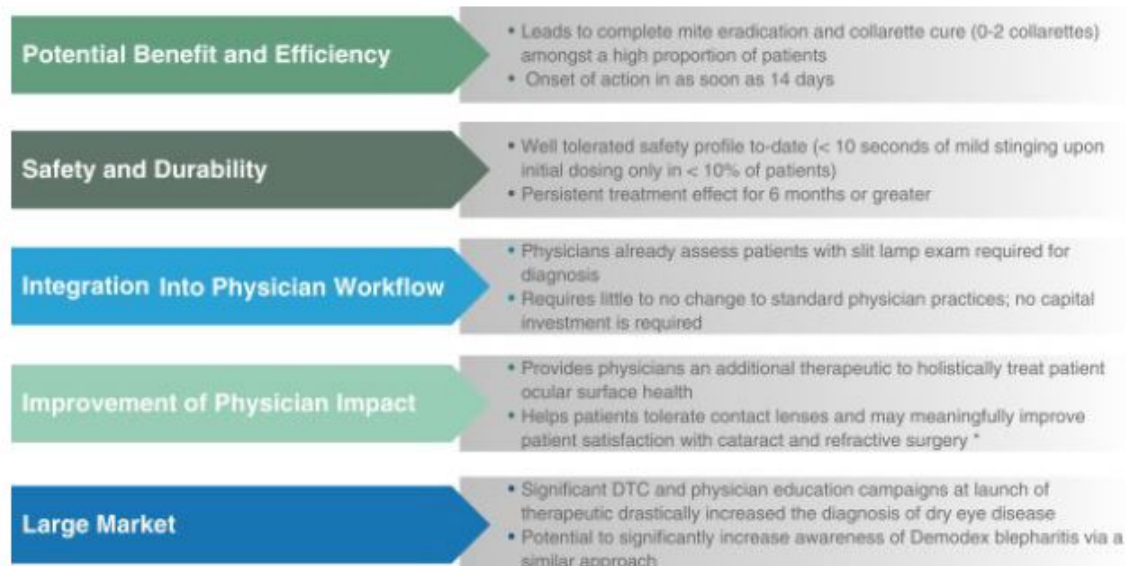 Potential Benefit and Efficiency
• Leads to complete mite eradication and collarette cure (0-2 collarettes)
amongst a high proportion of patients
• Onset of action in as soon as 14 days
Safety and Durability
• Well tolerated safety profile to-date (< 10 seconds of mild stinging upon
initial dosing only in < 10% of patients)
• Persistent treatment effect for 6 months or greater
Integration Into Physician Workflow
• Physicians already assess patients with slit lamp exam required for
diagnosis
• Requires little to no change to standard physician practices; no capital
investment is required
Improvement of Physician Impact
• Provides physicians an additional therapeutic to holistically treat patient
ocular surface health
• Helps patients tolerate contact lenses and may meaningfully improve
patient satisfaction with cataract and refractive surgery *
Large Market
• Significant DTC and physician education campaigns at launch of
therapeutic drastically increased the diagnosis of dry eye disease
• Potential to significantly increase awareness of Demodex blepharitis via a
similar approach